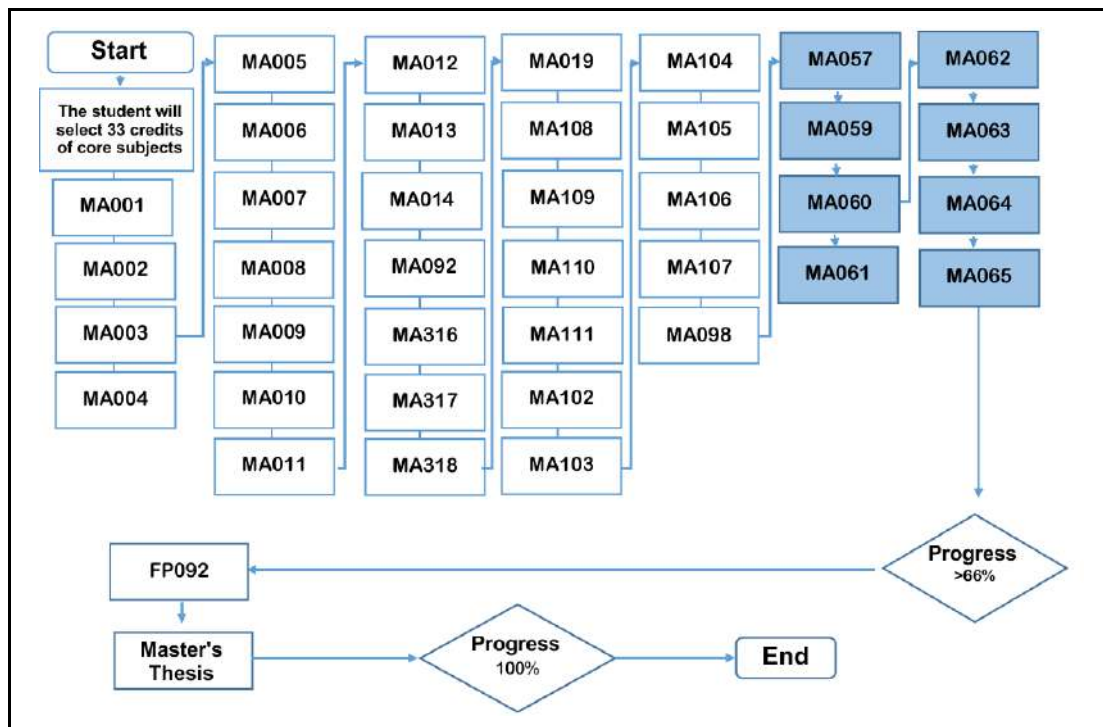 Start
The student will
select 33 credits
of core subjects
MA001
MA002
MA003
MA004
MA005
MA006
MA007
MA008
MA009
MA010
MA011
MA012
MA013
MA014
MA092
MA316
MA317
MA318
MA019
MA108
MA109
MA110
MA111
MA102
MA103
MA104
MA105
MA106
MA107
MA098
MA057
MA059
MA060
MA061
MA062
MA063
MA064
MA065
Progress
>66%
FP092
Master's
Thesis
Progress
100%
End